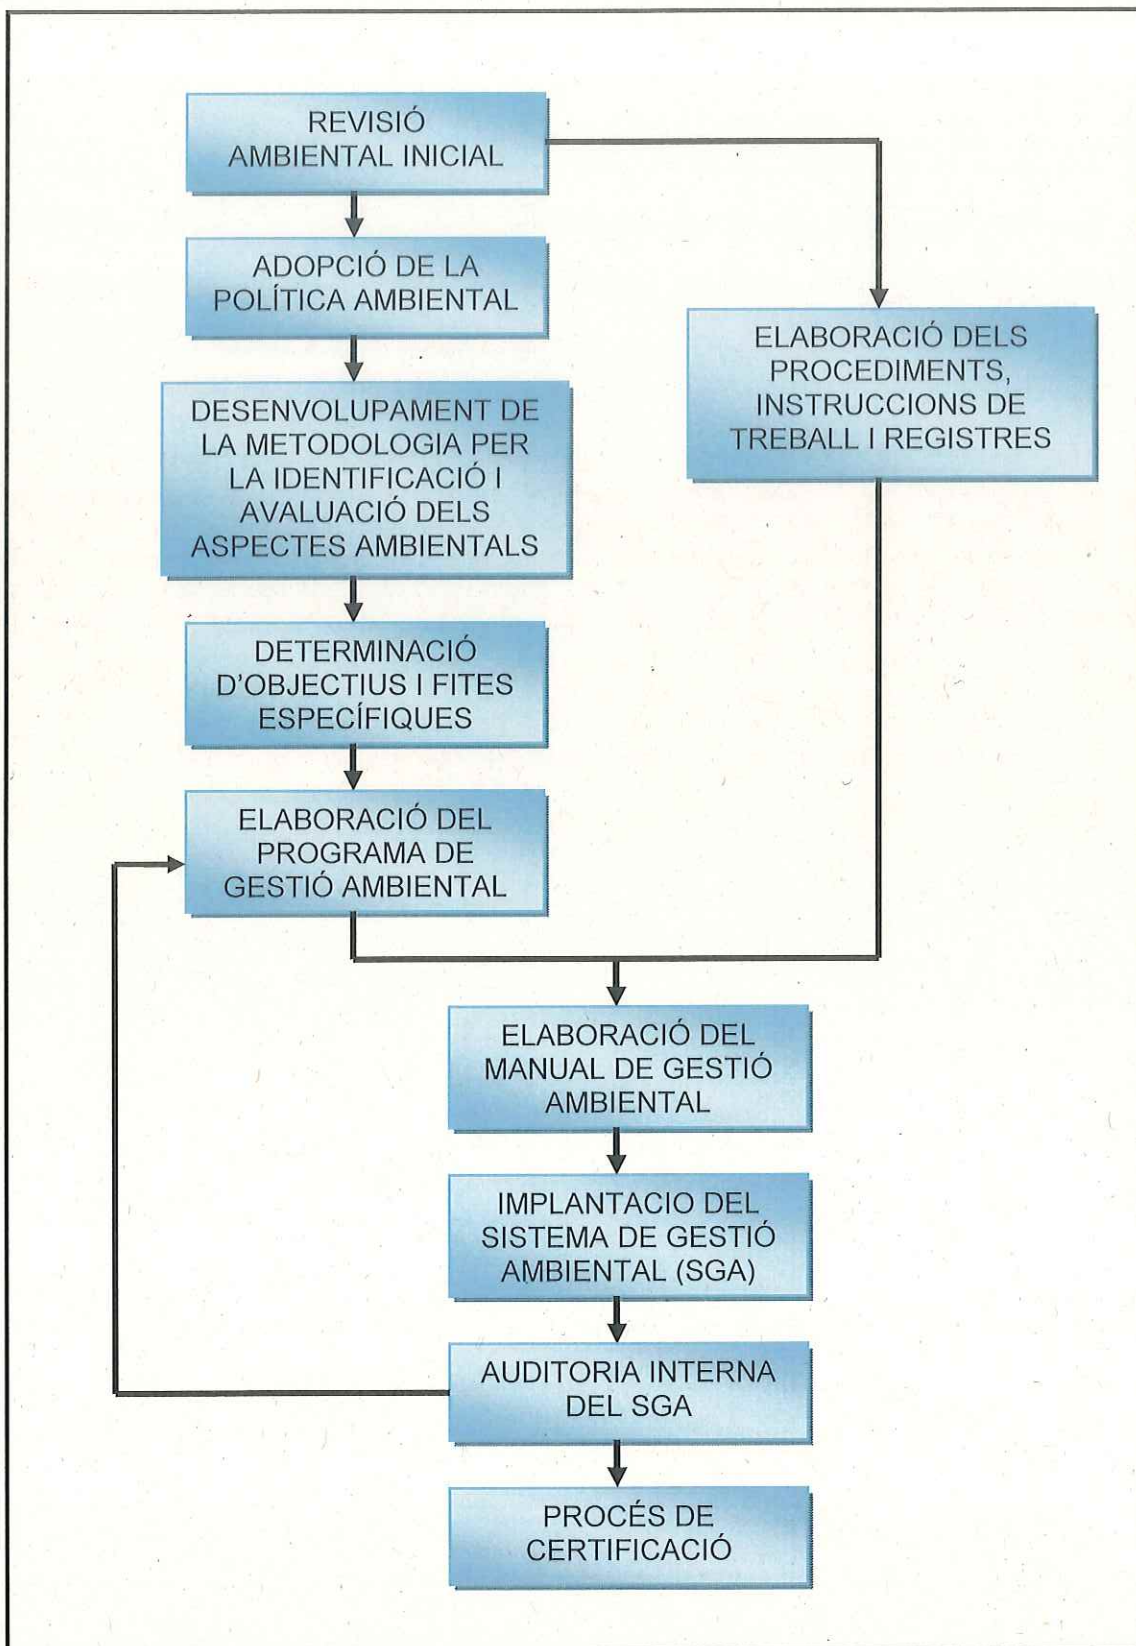 REVISIÓ
AMBIENTAL INICIAL
ADOPCIÓ DE LA
POLÍTICA AMBIENTAL
ELABORACIÓ DELS
PROCEDIMENTS,
INSTRUCCIONS DE
TREBALL I REGISTRES
DESENVOLUPAMENT DE
LA METODOLOGIA PER
LA IDENTIFICACIÓ I
AVALUACIÓ DELS
ASPECTES AMBIENTALS
DETERMINACIÓ
D'OBJECTIUS I FITES
ESPECÍFIQUES
ELABORACIÓ DEL
PROGRAMA DE
GESTIÓ AMBIENTAL
ELABORACIÓ DEL
MANUAL DE GESTIÓ
AMBIENTAL
IMPLANTACIO DEL
SISTEMA DE GESTIÓ
AMBIENTAL (SGA)
AUDITORIA INTERNA
DEL SGA
PROCÉS DE
CERTIFICACIÓ